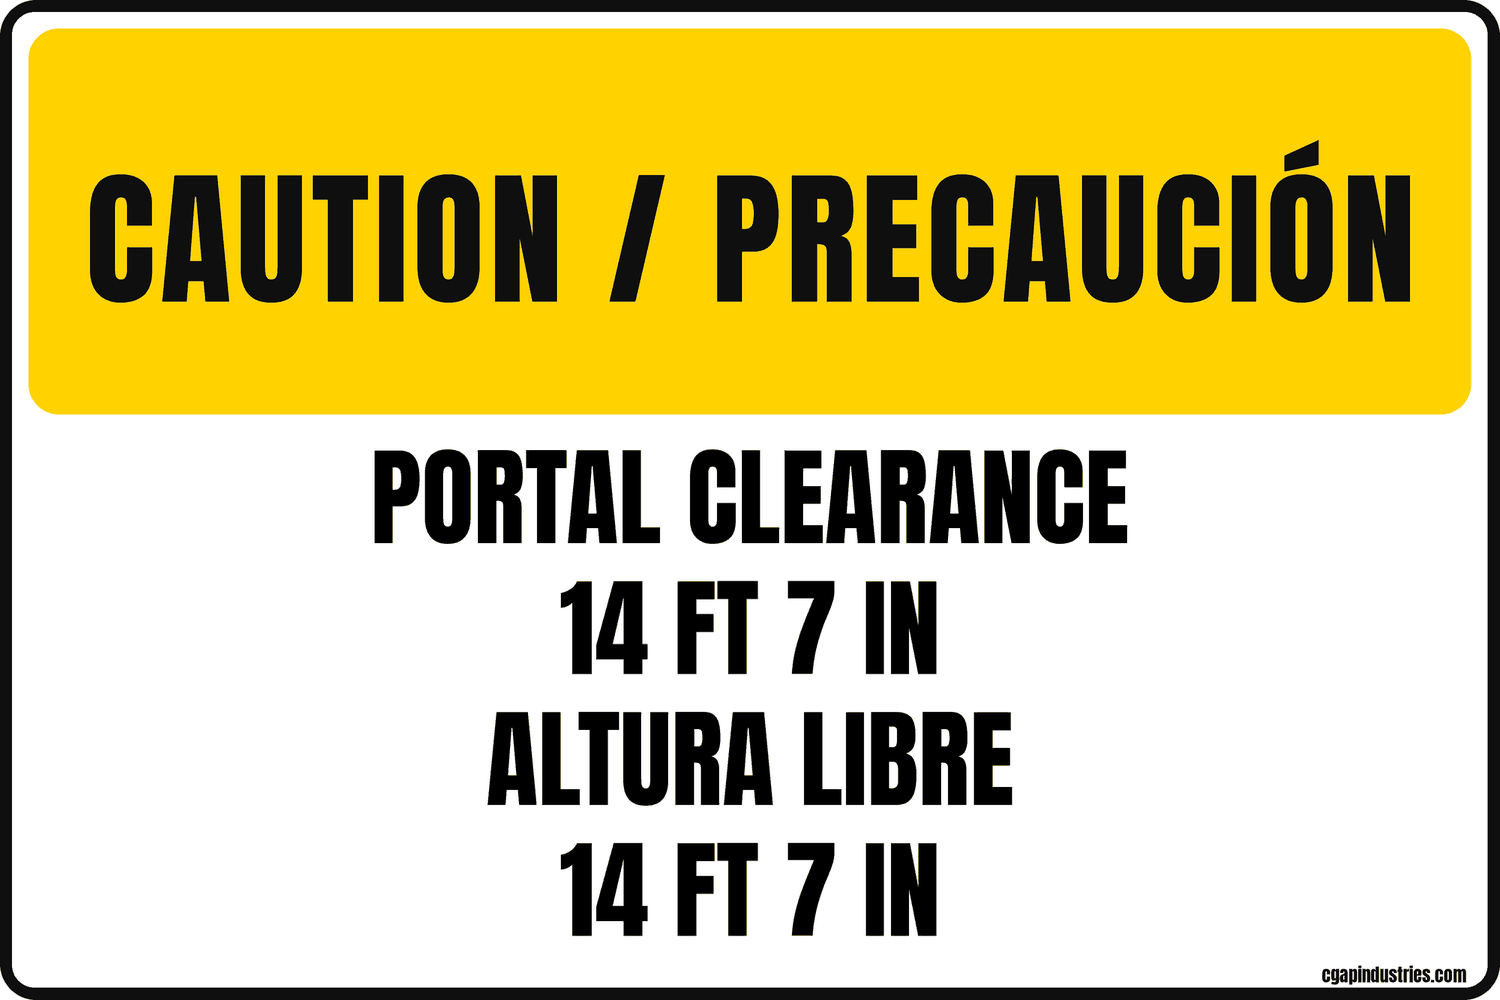 CAUTION / PRECAUCIÓN
PORTAL CLEARANCE
14 FT 7 IN
ALTURA LIBRE
14 FT 7 IN
cgapindustries.com